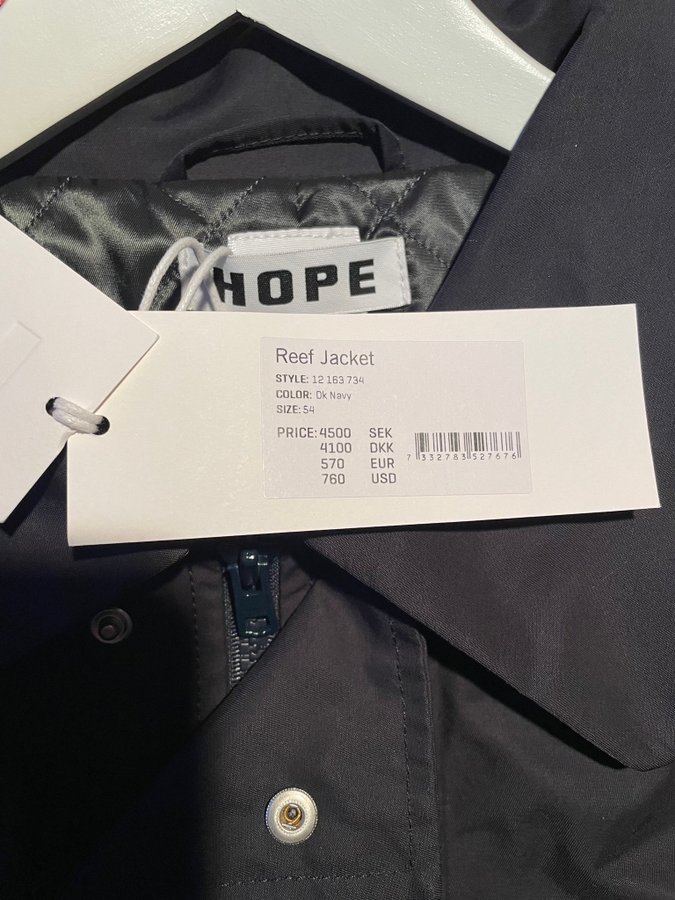 HOPE
Reef Jacket
STYLE: 12 163 734
COLOR: Dk Navy
SIZE: 54
PRICE: 4500 SEK
4100 DKK
570 EUR
760 USD
7 332783 527676